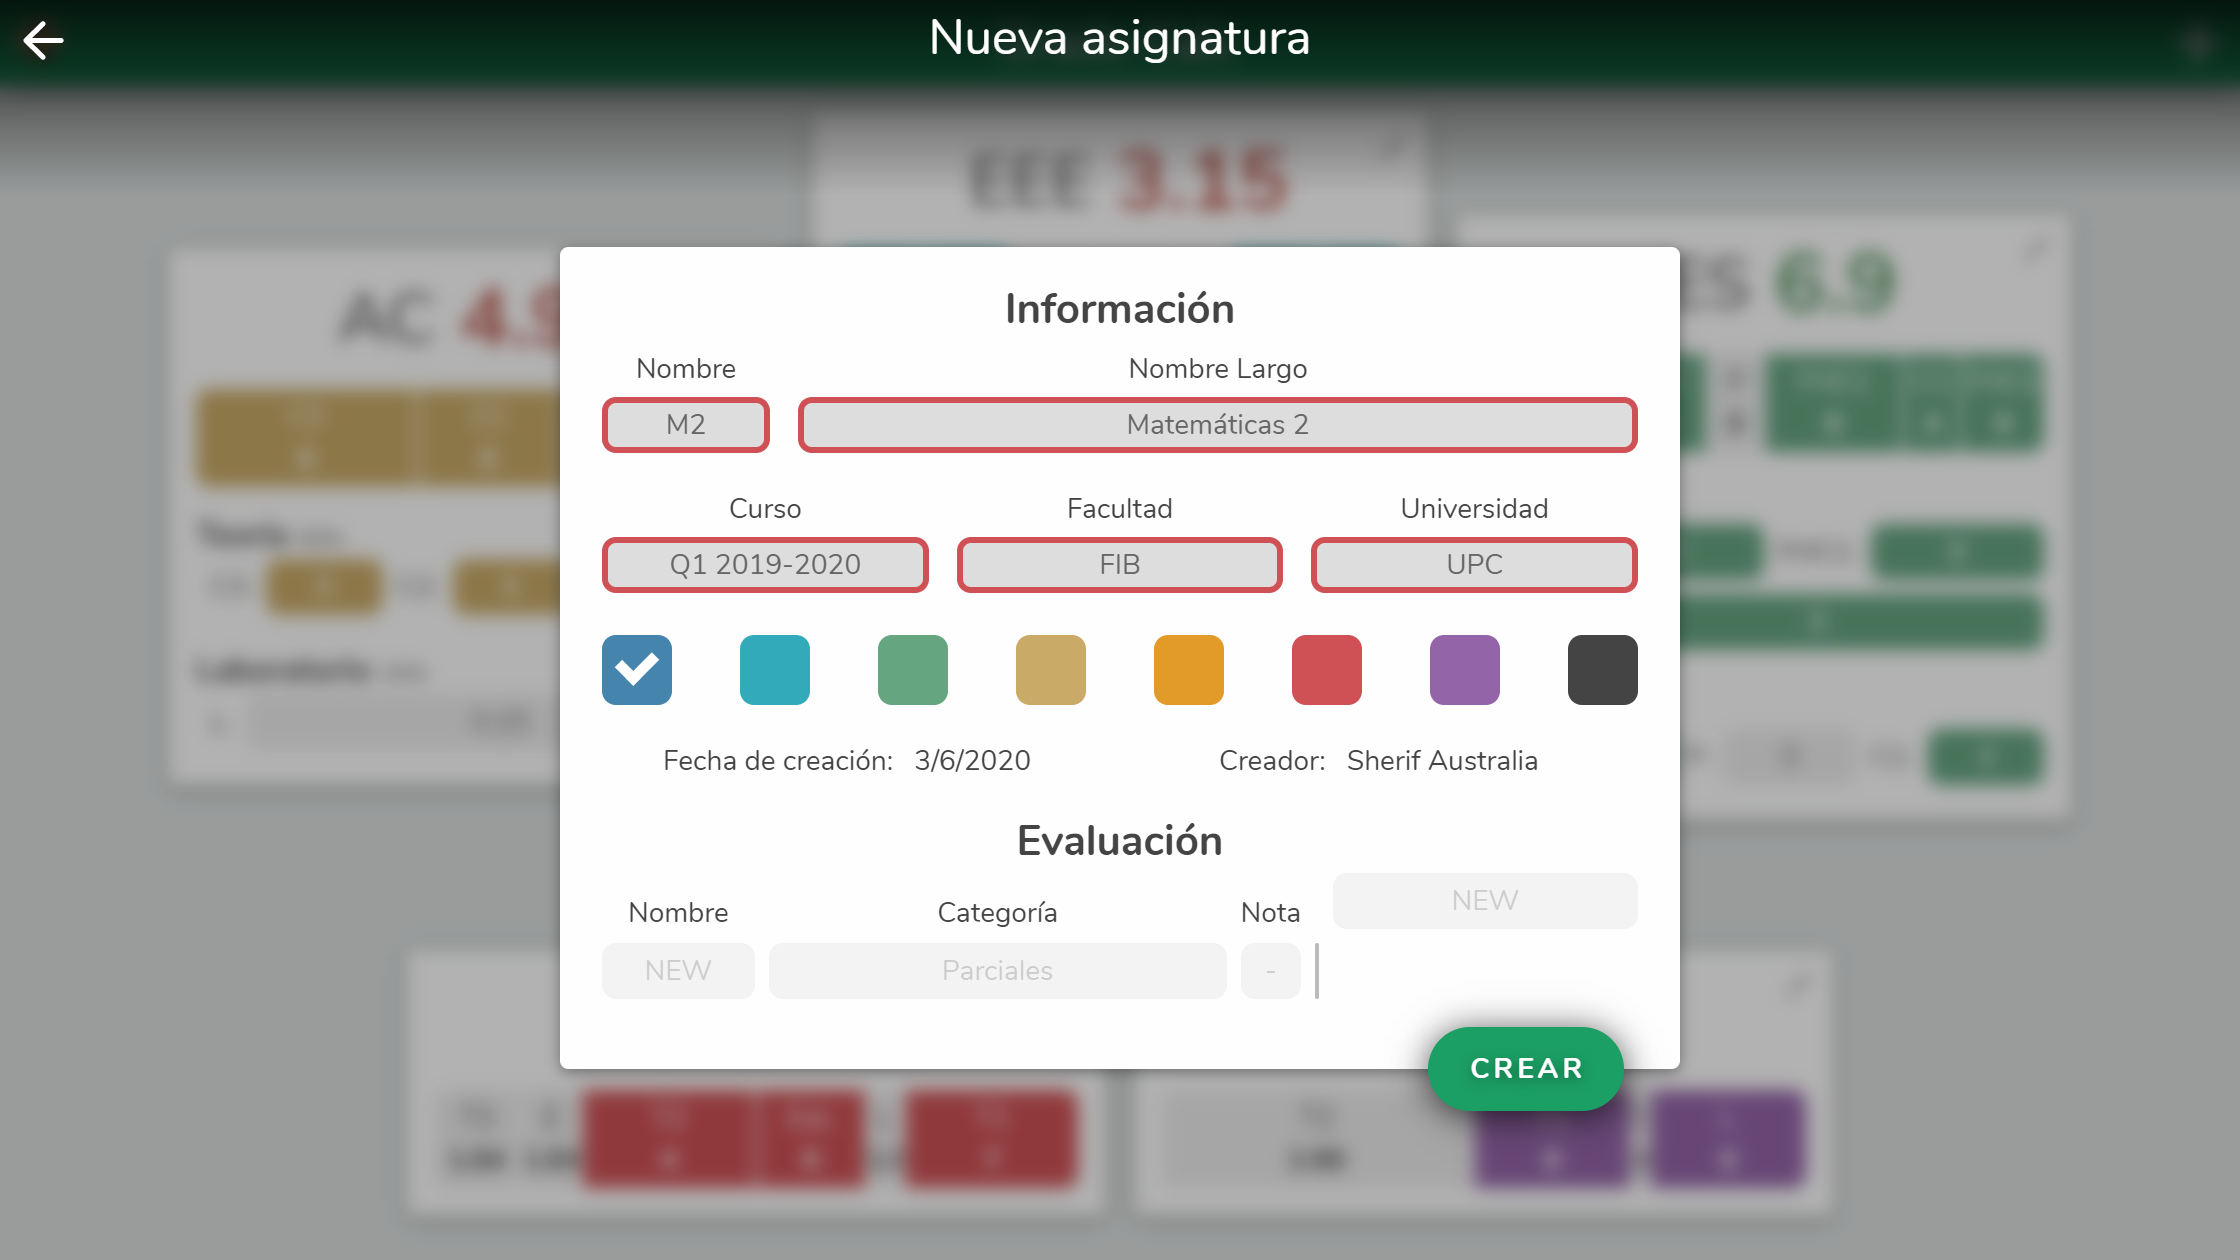 Nueva asignatura
EEE 3.15
AC 4.9
ES 6.9
Información
Nombre
Nombre Largo
M2
Matemáticas 2
Curso
Facultad
Universidad
Q1 2019-2020
FIB
UPC
Fecha de creación: 3/6/2020
Creador: Sherif Australia
Teoría
Laboratorio
Evaluación
Nombre
Categoría
Nota
NEW
NEW
Parciales
-
CREAR